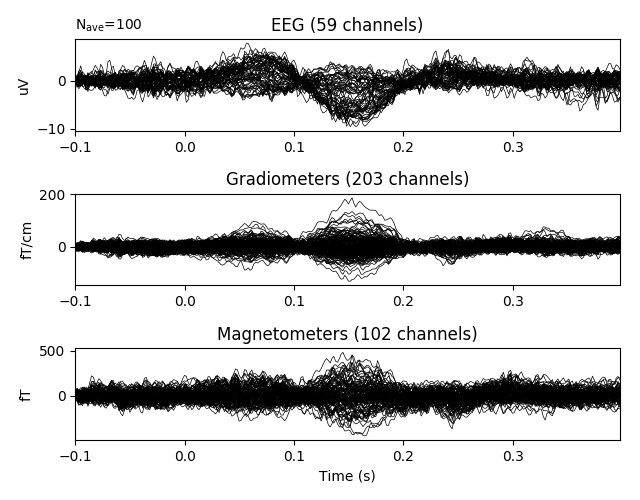 N_ave=100
EEG (59 channels)
uV
0
−10
−0.1 0.0 0.1 0.2 0.3
Gradiometers (203 channels)
fT/cm
200
0
−0.1 0.0 0.1 0.2 0.3
Magnetometers (102 channels)
fT
500
0
−0.1 0.0 0.1 0.2 0.3
Time (s)